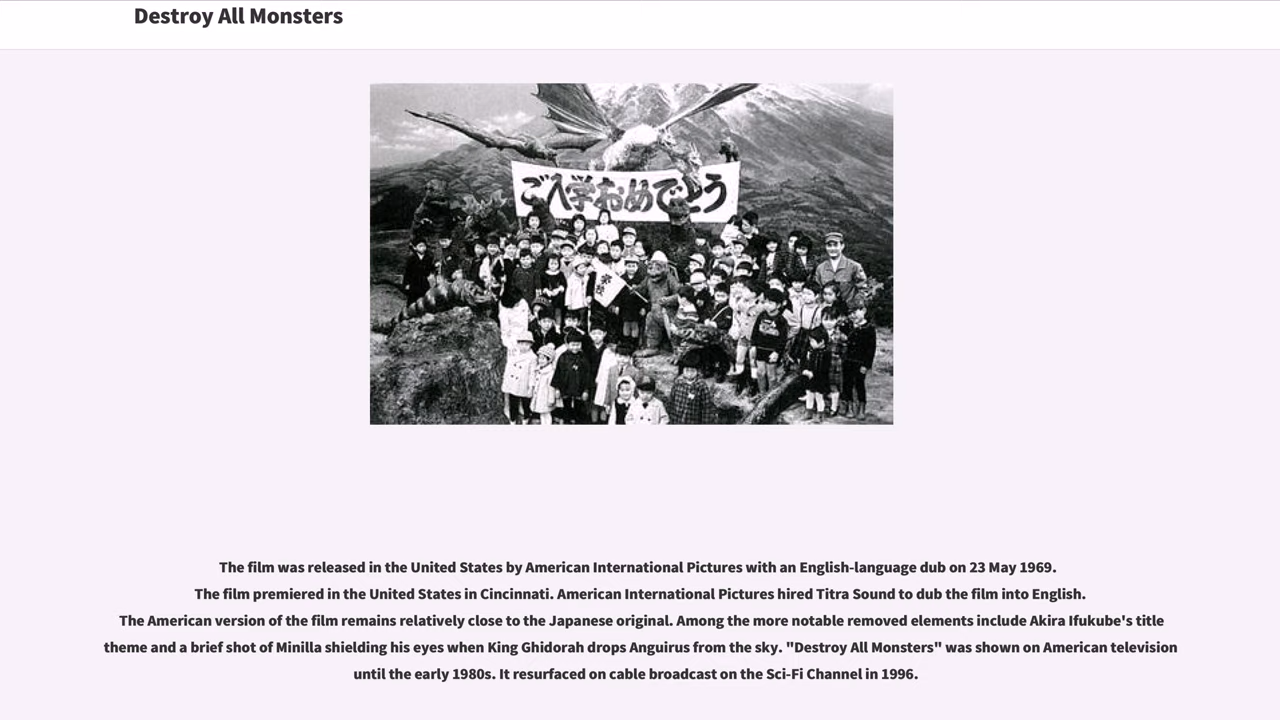 Destroy All Monsters
ご入学おめでとう
学校
The film was released in the United States by American International Pictures with an English-language dub on 23 May 1969.
The film premiered in the United States in Cincinnati. American International Pictures hired Titra Sound to dub the film into English.
The American version of the film remains relatively close to the Japanese original. Among the more notable removed elements include Akira Ifukube's title
theme and a brief shot of Minilla shielding his eyes when King Ghidorah drops Anguirus from the sky. "Destroy All Monsters" was shown on American television
until the early 1980s. It resurfaced on cable broadcast on the Sci-Fi Channel in 1996.